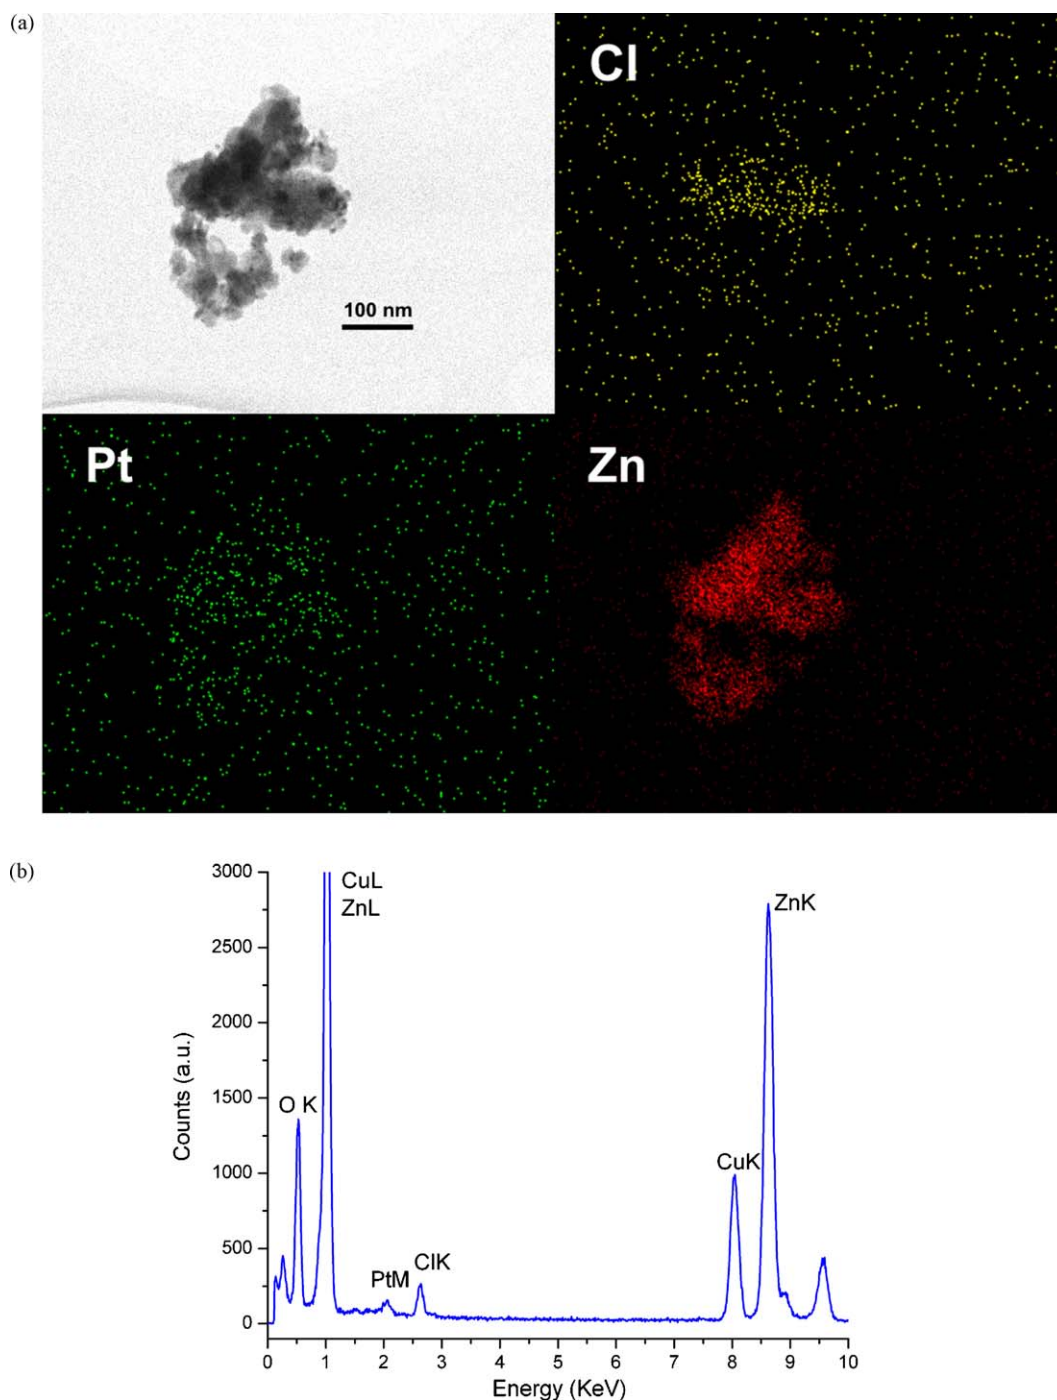 (a)
Cl
100 nm
Pt
Zn
(b)
3000
2500
2000
1500
1000
500
0
Counts (a.u.)
CuL
ZnL
O K
PtM
ClK
CuK
ZnK
0 1 2 3 4 5 6 7 8 9 10
Energy (KeV)